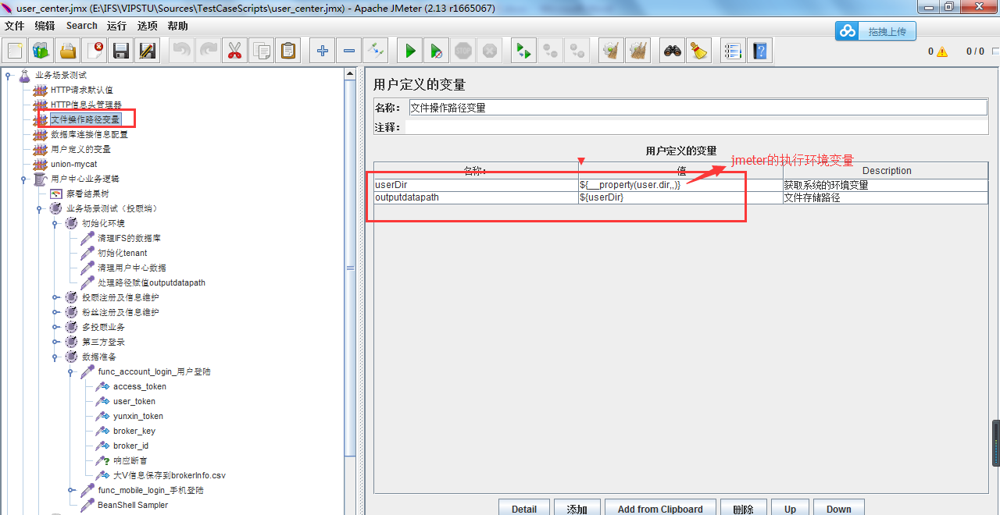 user_center.jmx (E:\IFS\VIPSTU\Sources\TestCaseScripts\user_center.jmx) - Apache JMeter (2.13 r1665067)
文件 编辑 Search 运行 选项 帮助
拖拽上传
STOP
0 0 / 0
业务场景测试
HTTP请求默认值
HTTP信息头管理器
文件操作路径变量
数据库连接信息配置
用户定义的变量
union-mycat
用户中心业务逻辑
察看结果树
业务场景测试（投顾端）
初始化环境
清理IFS的数据库
初始化tenant
清理用户中心数据
处理路径赋值outputdatapath
投顾注册及信息维护
粉丝注册及信息维护
多投顾业务
第三方登录
数据准备
func_account_login_用户登陆
access_token
user_token
yunxin_token
broker_key
broker_id
响应断言
大V信息保存到brokerInfo.csv
func_mobile_login_手机登陆
BeanShell Sampler
用户定义的变量
名称： 文件操作路径变量
注释：
用户定义的变量
jmeter的执行环境变量
名称: 值 Description
userDir ${__property(user.dir,,)} 获取系统的环境变量
outputdatapath ${userDir} 文件存储路径
Detail 添加 Add from Clipboard 删除 Up Down